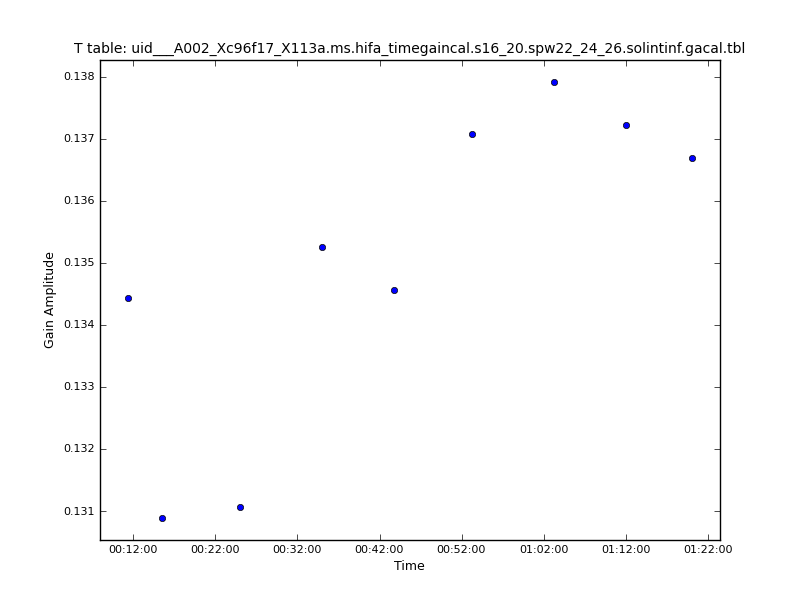 T table: uid___A002_Xc96f17_X113a.ms.hifa_timegaincal.s16_20.spw22_24_26.solintinf.gacal.tbl
0.138
0.137
0.136
0.135
0.134
0.133
0.132
0.131
Gain Amplitude
00:12:00 00:22:00 00:32:00 00:42:00 00:52:00 01:02:00 01:12:00 01:22:00
Time